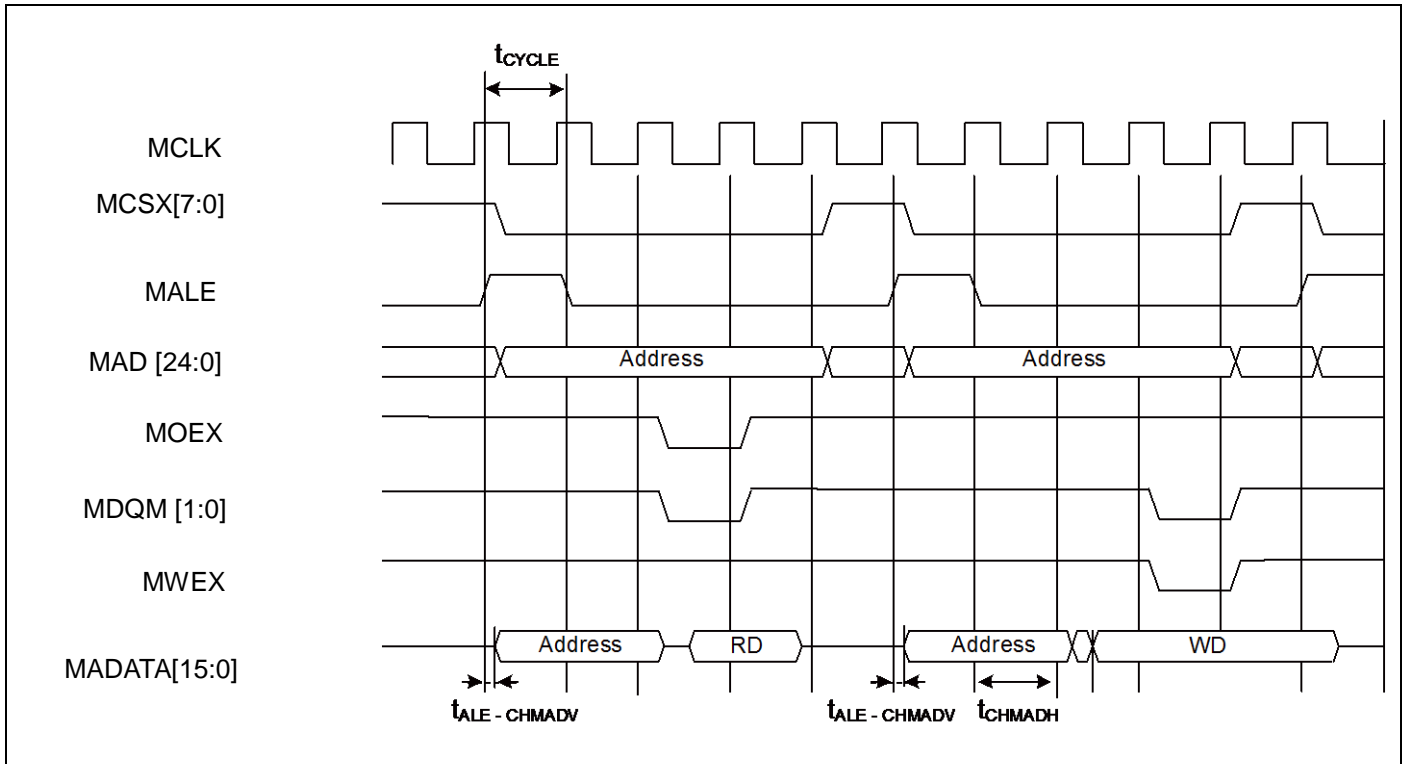 tCYCLE
MCLK
MCSX[7:0]
MALE
MAD [24:0]
Address Address
MOEX
MDQM [1:0]
MWEX
MADATA[15:0]
Address RD Address WD
tALE - CHMADV tALE - CHMADV tCHMADH